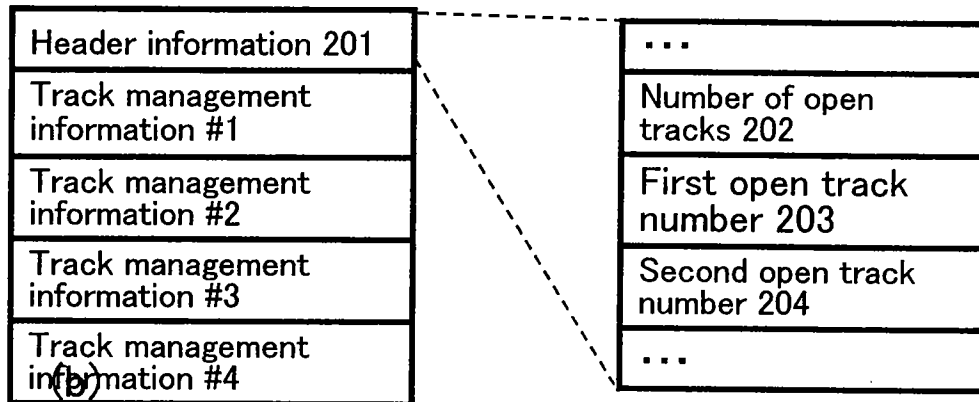 Header information 201
Track management
information #1
Track management
information #2
Track management
information #3
Track management
information #4
(b)
...
Number of open
tracks 202
First open track
number 203
Second open track
number 204
...